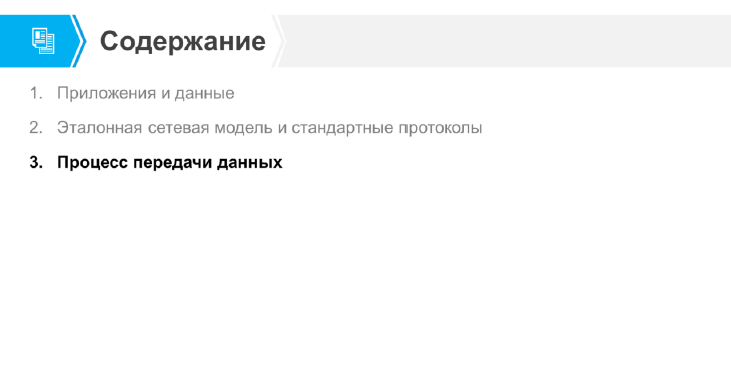 Содержание
1. Приложения и данные
2. Эталонная сетевая модель и стандартные протоколы
3. Процесс передачи данных